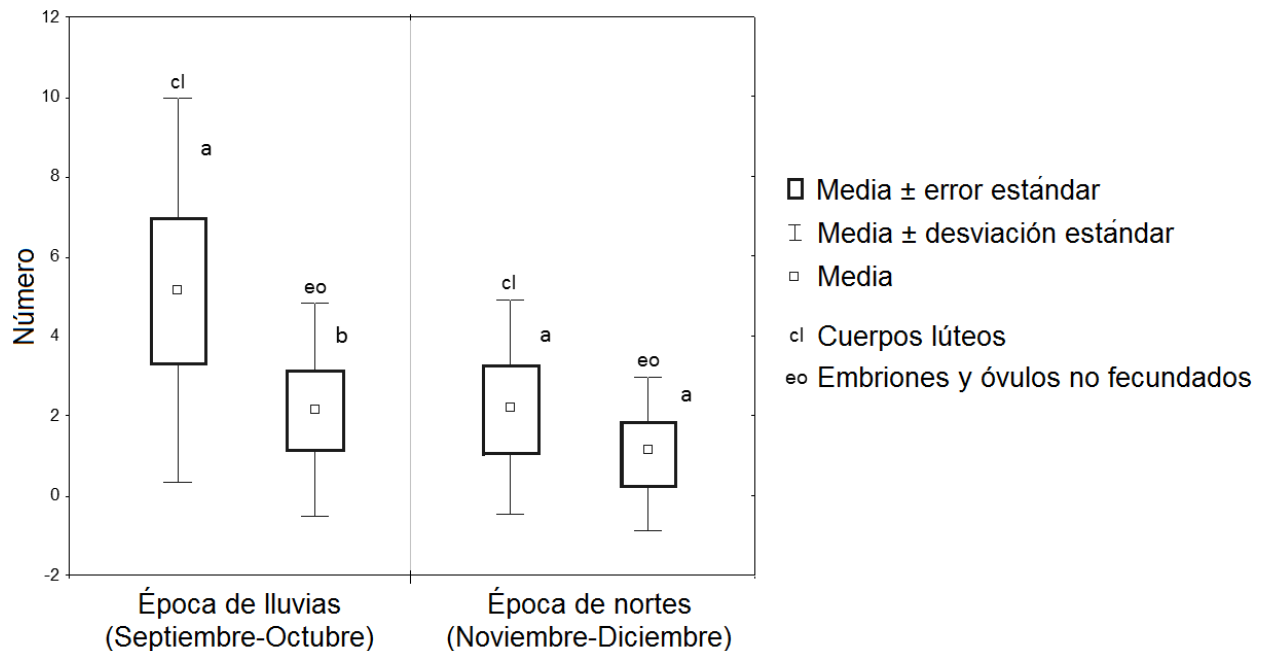 12
10
8
6
4
2
0
-2
Número
cl
a
eo
b
cl
a
eo
a
Época de lluvias
(Septiembre-Octubre)
Época de nortes
(Noviembre-Diciembre)
Media ± error estándar
Media ± desviación estándar
Media
cl Cuerpos lúteos
eo Embriones y óvulos no fecundados